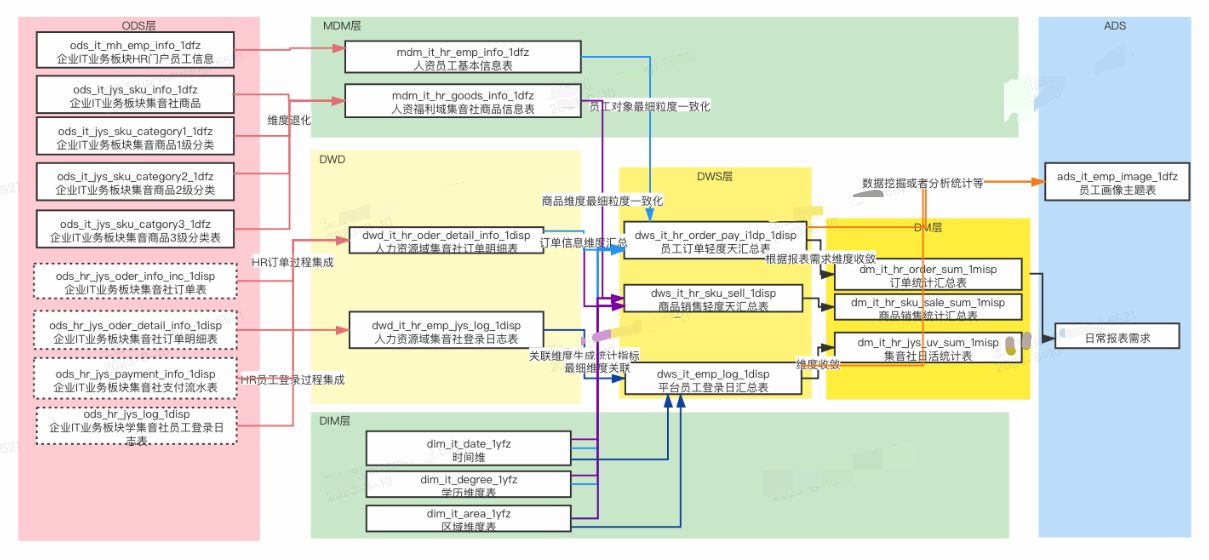 ODS层
ods_it_mh_emp_info_1dfz
企业IT业务板块HR门户员工信息
ods_it_jys_sku_info_1dfz
企业IT业务板块集音社商品
ods_it_jys_sku_category1_1dfz
企业IT业务板块集音商品1级分类
ods_it_jys_sku_category2_1dfz
企业IT业务板块集音商品2级分类
ods_it_jys_sku_catgory3_1dfz
企业IT业务板块集音商品3级分类表
ods_hr_jys_oder_info_inc_1disp
企业IT业务板块集音社订单表
ods_hr_jys_oder_detail_info_1disp
企业IT业务板块集音社订单明细表
ods_hr_jys_payment_info_1disp
企业IT业务板块集音社支付流水表
ods_hr_jys_log_1disp
企业IT业务板块学集音社员工登录日
志表
维度退化
HR订单过程集成
HR员工登录过程集成
MDM层
mdm_it_hr_emp_info_1dfz
人资员工基本信息表
mdm_it_hr_goods_info_1dfz
人资福利域集音社商品信息表
员工对象最细粒度一致化
DWD
dwd_it_hr_oder_detail_info_1disp
人力资源域集音社订单明细表
dwd_it_hr_emp_jys_log_1disp
人力资源域集音社登录日志表
商品维度最细粒度一致化
订单信息维度汇总
关联维度生成统计指标
最细维度关联
DWS层
dws_it_hr_order_pay_i1dp_1disp
员工订单轻度天汇总表
dws_it_hr_sku_sell_1disp
商品销售轻度天汇总表
dws_it_emp_log_1disp
平台员工登录日汇总表
数据挖掘或者分析统计等
根据报表需求维度收敛
维度收敛
DM层
dm_it_hr_order_sum_1misp
订单统计汇总表
dm_it_hr_sku_sale_sum_1misp
商品销售统计汇总表
dm_it_hr_jys_uv_sum_1misp
集音社日活统计表
DIM层
dim_it_date_1yfz
时间维
dim_it_degree_1yfz
学历维度表
dim_it_area_1yfz
区域维度表
ADS
ads_it_emp_image_1dfz
员工画像主题表
日常报表需求